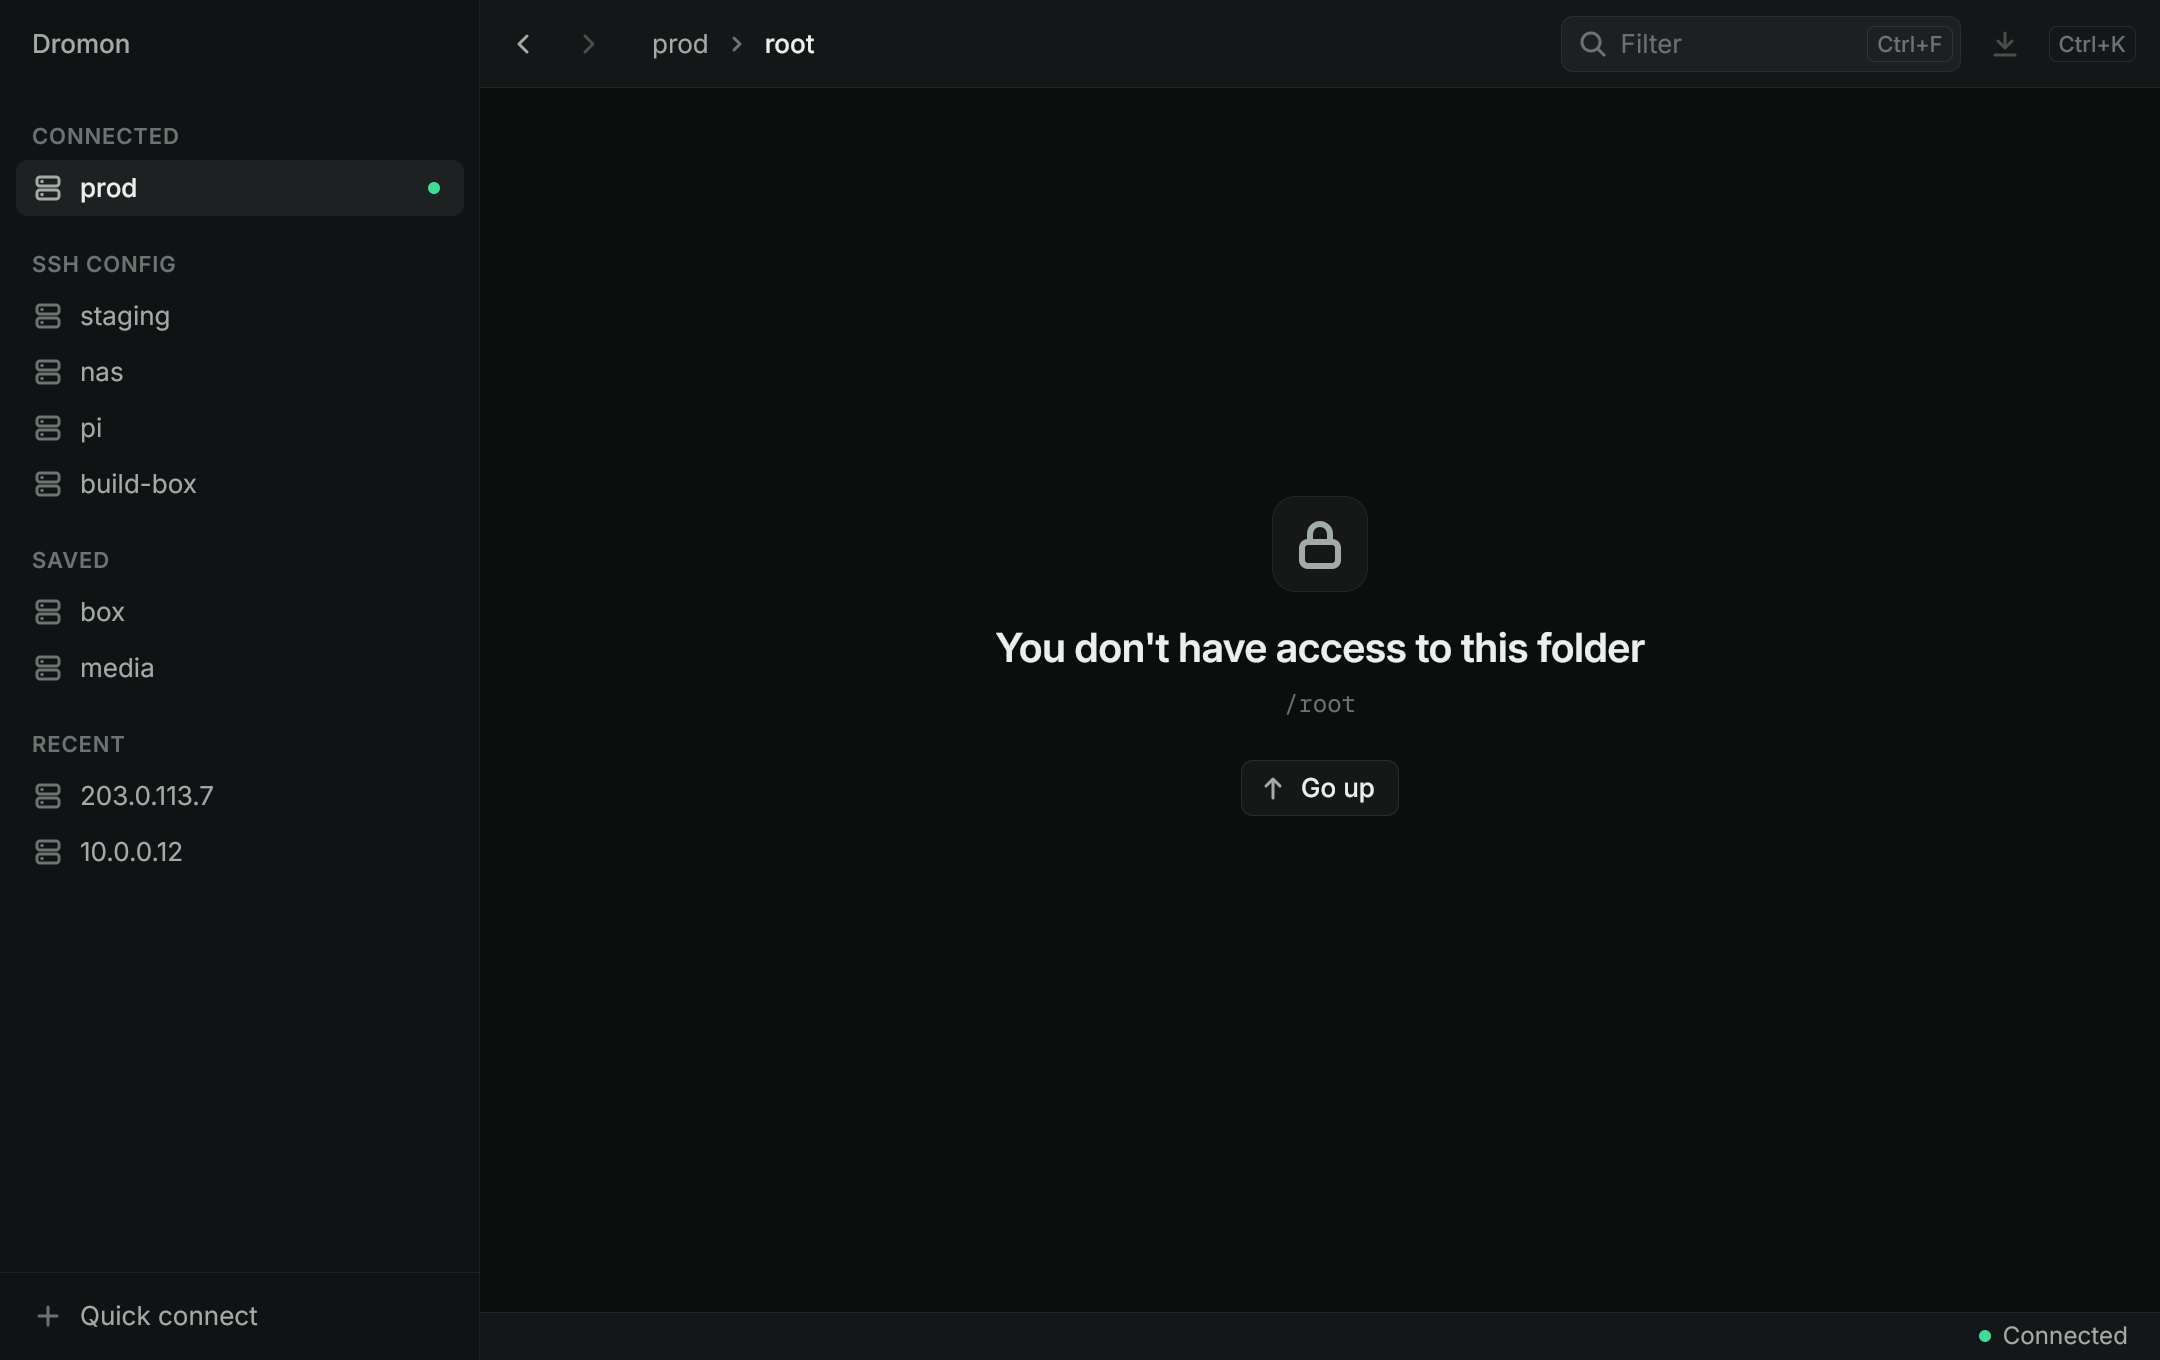 Dromon
CONNECTED
prod
SSH CONFIG
staging
nas
pi
build-box
SAVED
box
media
RECENT
203.0.113.7
10.0.0.12
Quick connect
prod root
Filter Ctrl+F
Ctrl+K
You don't have access to this folder
/root
Go up
Connected